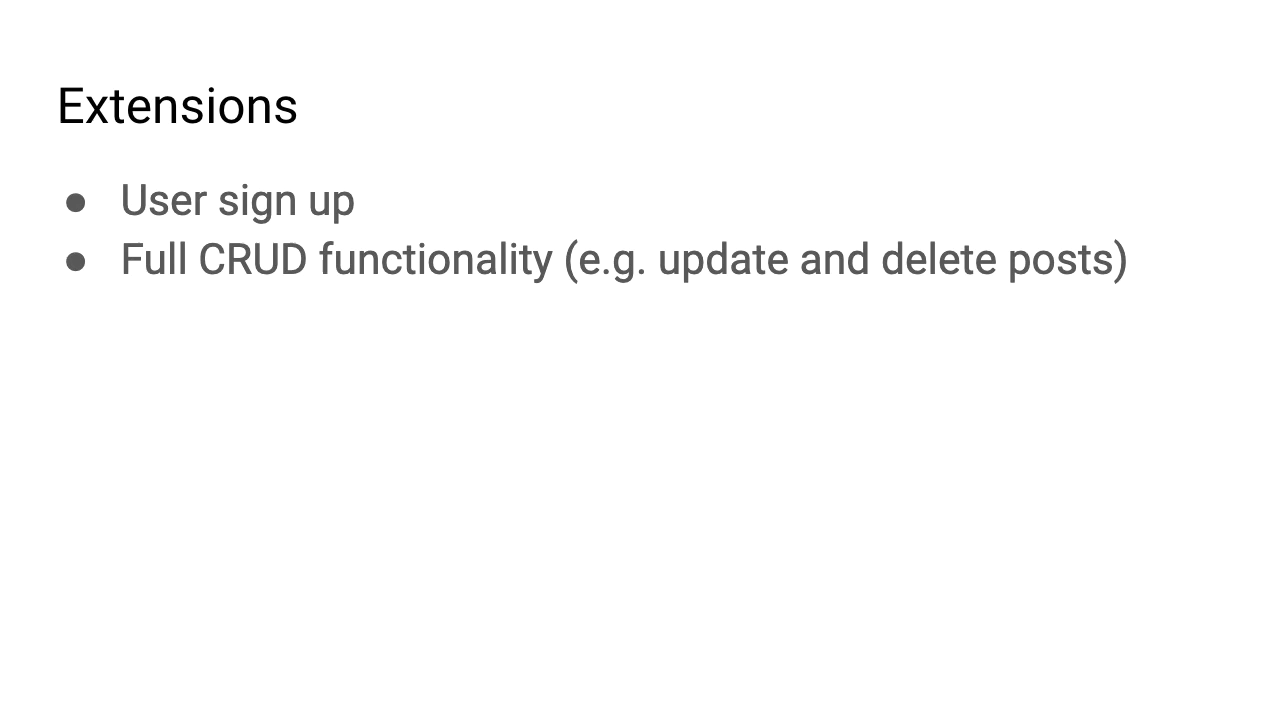 Extensions
● User sign up
● Full CRUD functionality (e.g. update and delete posts)